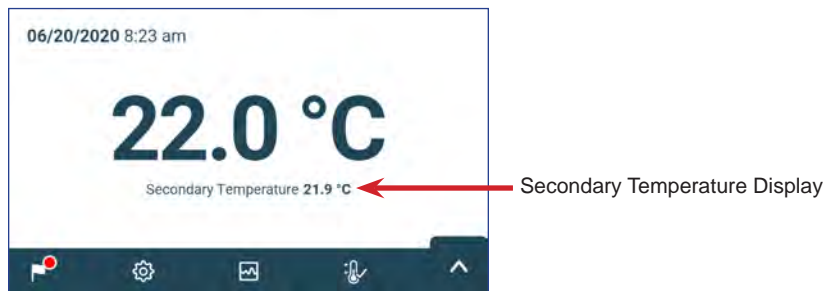 06/20/2020 8:23 am
22.0 °C
Secondary Temperature 21.9 °C
Secondary Temperature Display